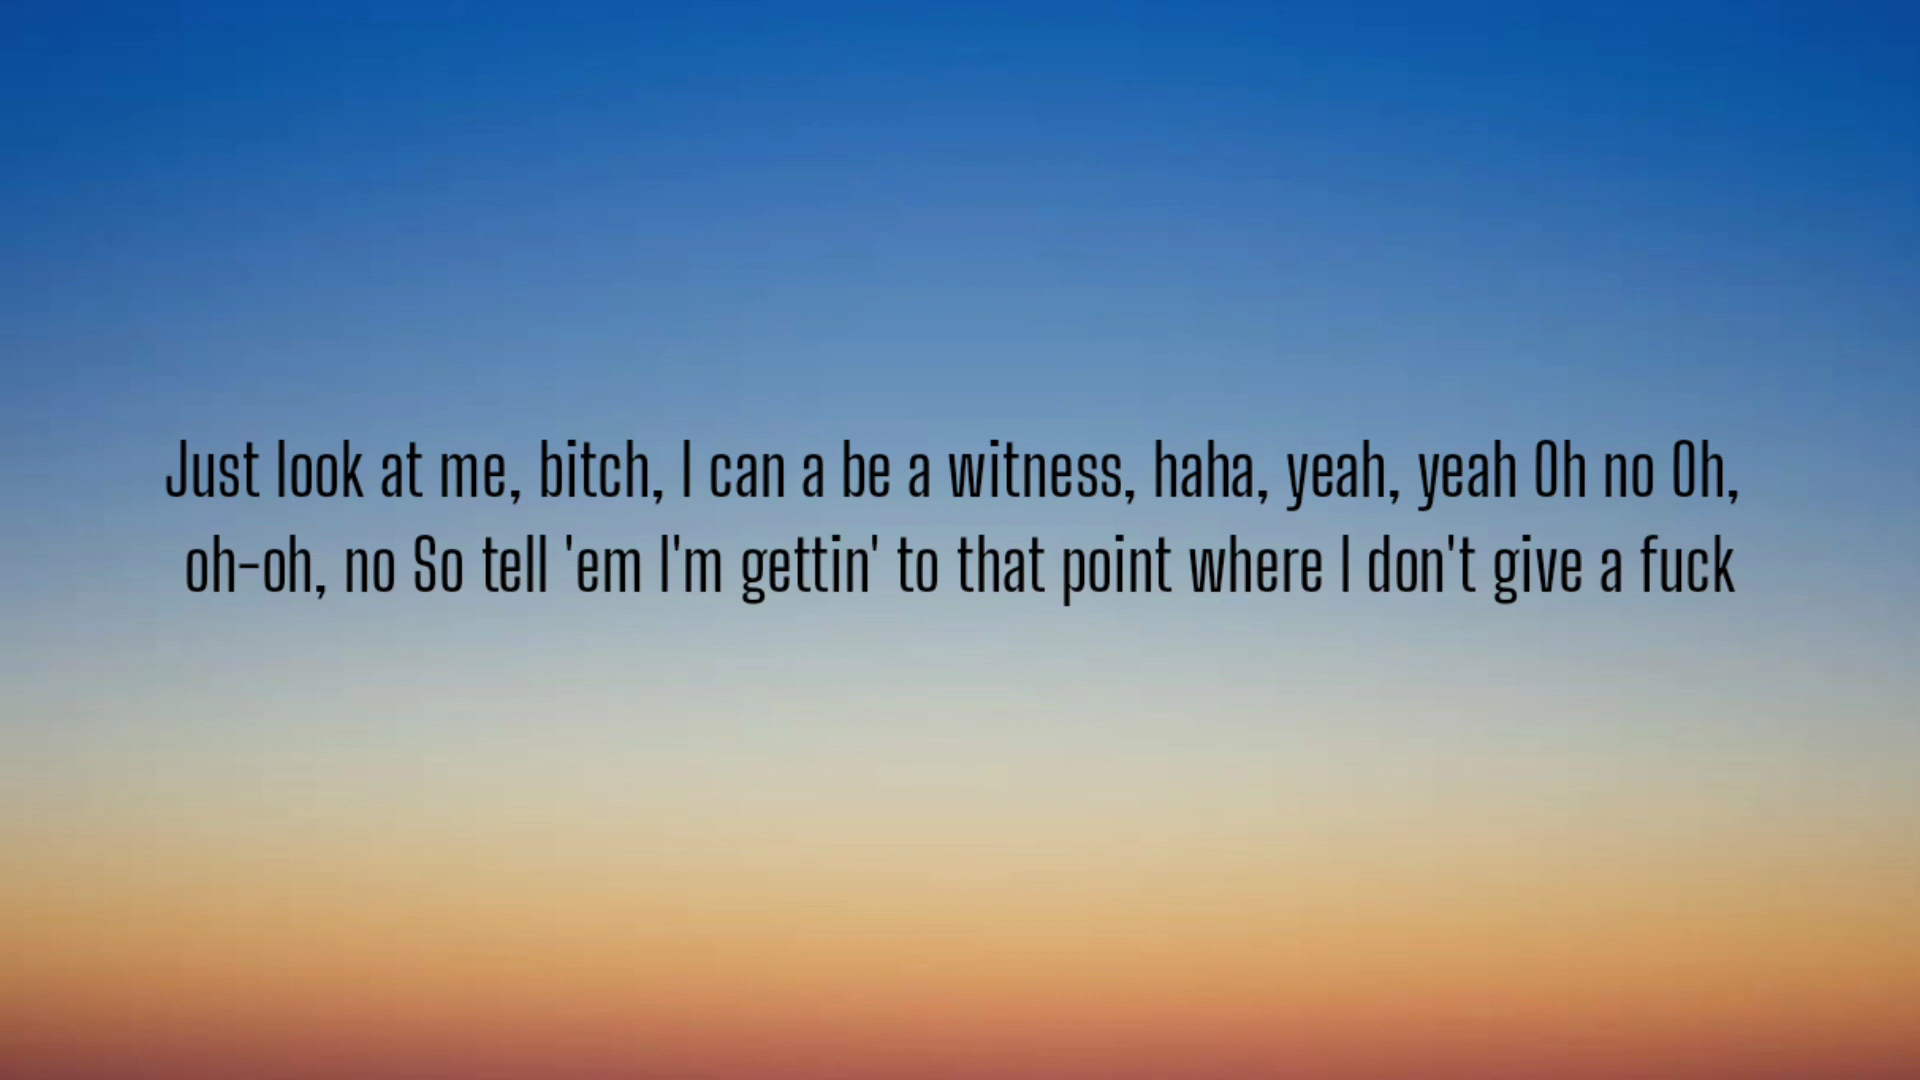 Just look at me, bitch, I can a be a witness, haha, yeah, yeah Oh no Oh,
oh-oh, no So tell 'em I'm gettin' to that point where I don't give a fuck